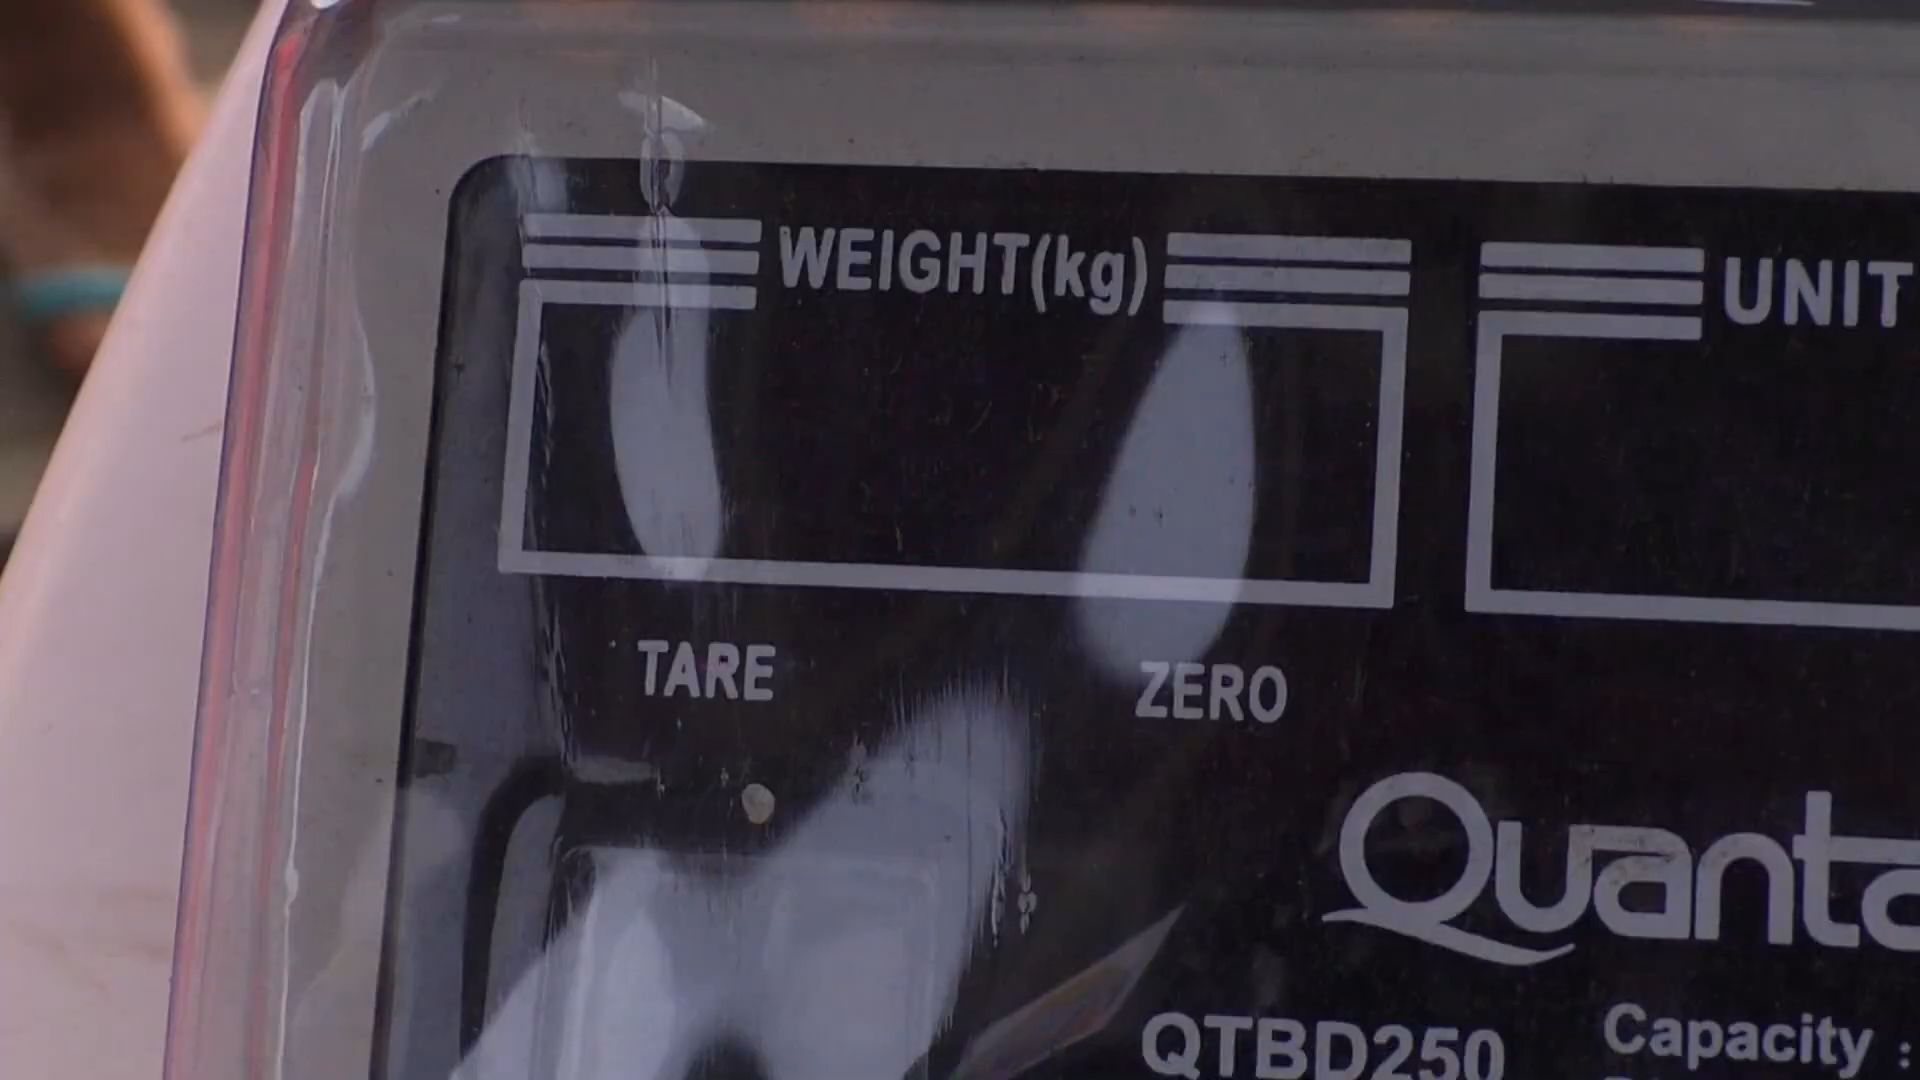 WEIGHT(kg)
UNIT
TARE
ZERO
Quanta
QTBD250
Capacity :